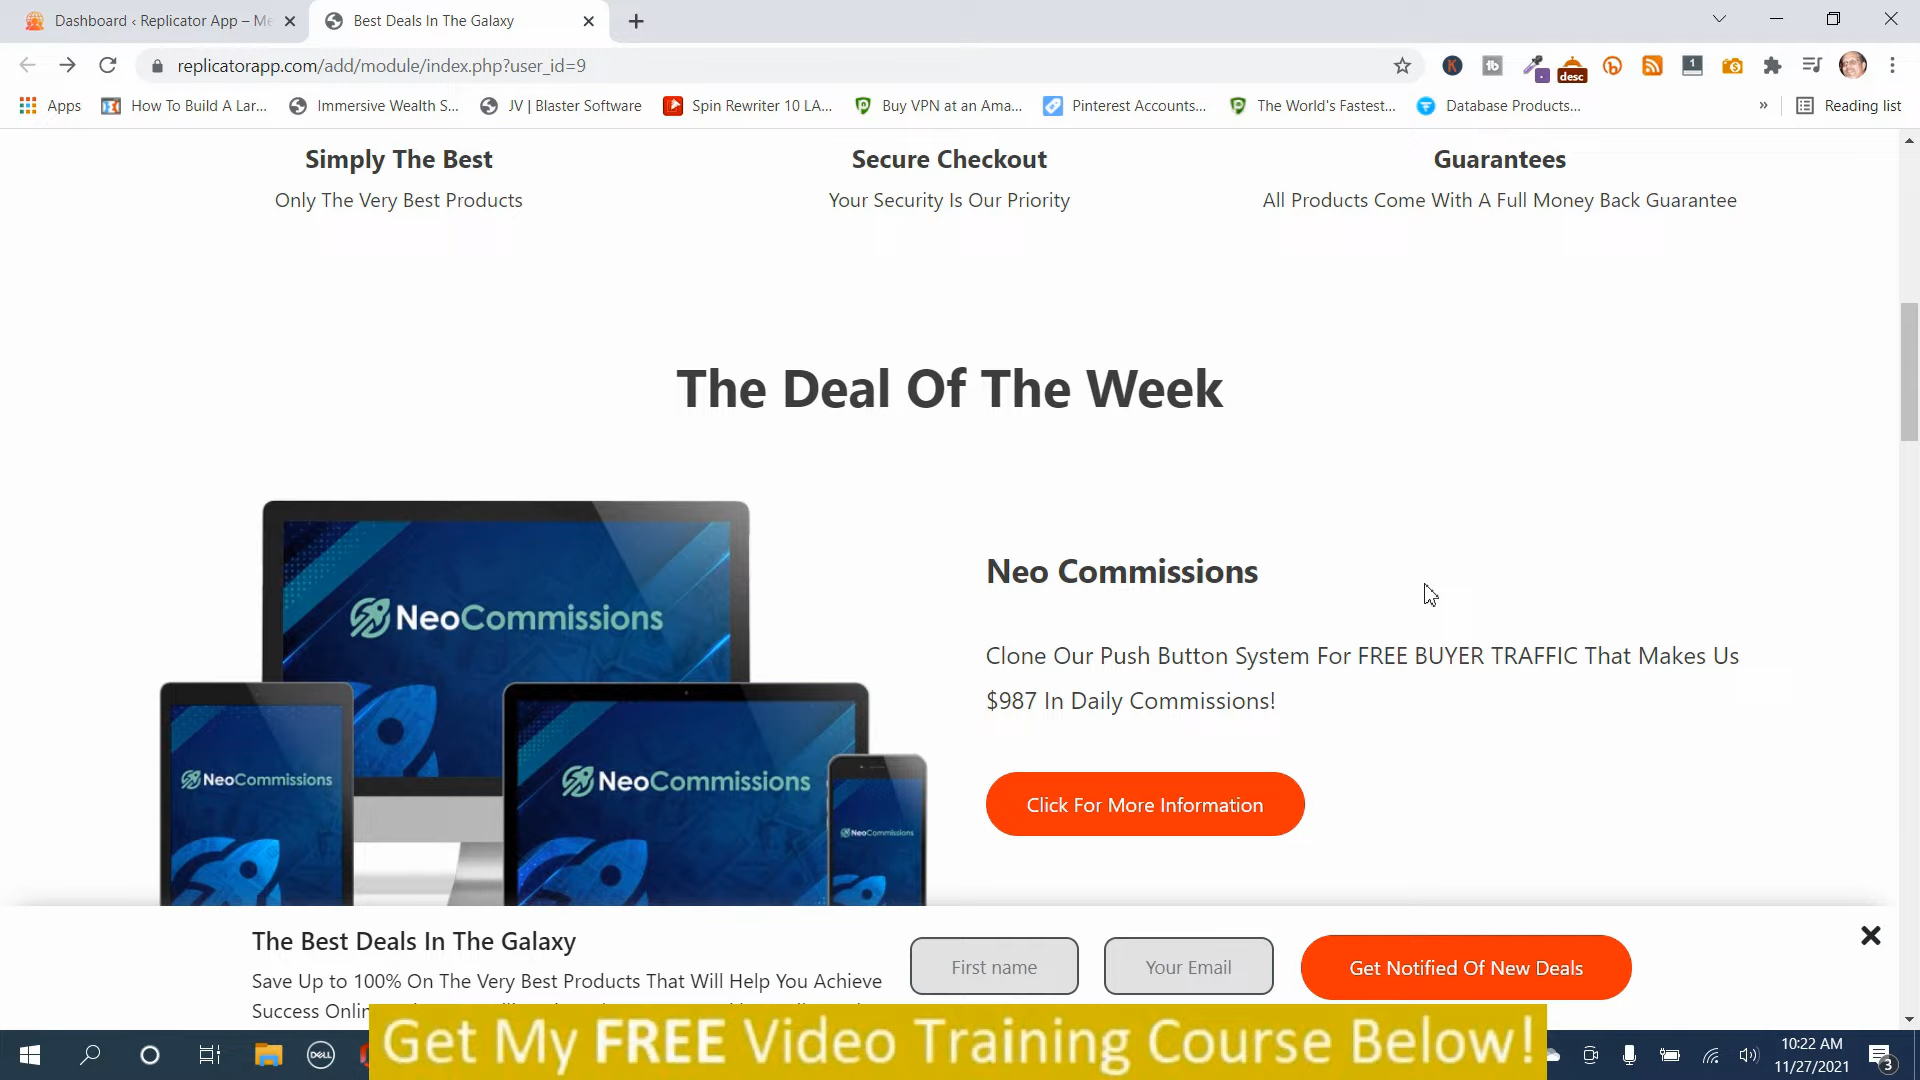 Dashboard ‹ Replicator App – Me
Best Deals In The Galaxy
replicatorapp.com/add/module/index.php?user_id=9
desc
1
Apps
How To Build A Lar...
Immersive Wealth S...
JV | Blaster Software
Spin Rewriter 10 LA...
Buy VPN at an Ama...
Pinterest Accounts...
The World's Fastest...
Database Products...
»
Reading list
Simply The Best
Secure Checkout
Guarantees
Only The Very Best Products
Your Security Is Our Priority
All Products Come With A Full Money Back Guarantee
The Deal Of The Week
NeoCommissions
NeoCommissions
NeoCommissions
NeoCommissions
Neo Commissions
Clone Our Push Button System For FREE BUYER TRAFFIC That Makes Us
$987 In Daily Commissions!
Click For More Information
The Best Deals In The Galaxy
Save Up to 100% On The Very Best Products That Will Help You Achieve
Success Onlin
First name
Your Email
Get Notified Of New Deals
Get My FREE Video Training Course Below!
DELL
10:22 AM
11/27/2021
3